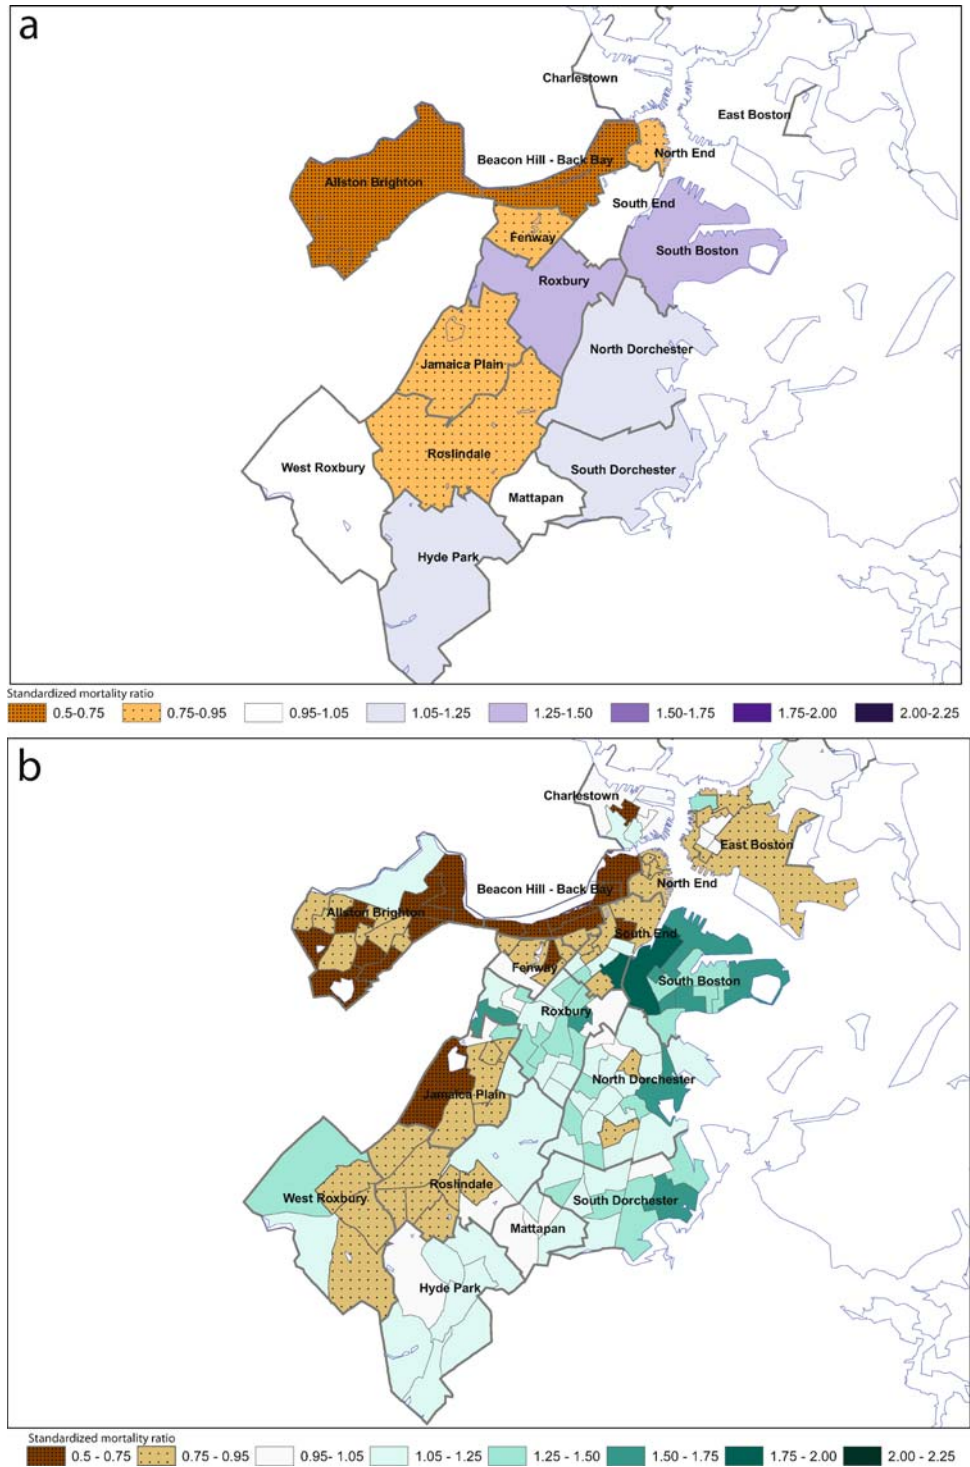 a
Charlestown
East Boston
North End
Beacon Hill - Back Bay
Allston Brighton
South End
Fenway
South Boston
Roxbury
North Dorchester
Jamaica Plain
Roslindale
West Roxbury
South Dorchester
Mattapan
Hyde Park
Standardized mortality ratio
0.5-0.75 0.75-0.95 0.95-1.05 1.05-1.25 1.25-1.50 1.50-1.75 1.75-2.00 2.00-2.25
b
Charlestown
East Boston
North End
Beacon Hill - Back Bay
Allston Brighton
South End
Fenway
South Boston
Roxbury
North Dorchester
Jamaica Plain
Roslindale
West Roxbury
South Dorchester
Mattapan
Hyde Park
Standardized mortality ratio
0.5 - 0.75 0.75 - 0.95 0.95- 1.05 1.05 - 1.25 1.25 - 1.50 1.50 - 1.75 1.75 - 2.00 2.00 - 2.25